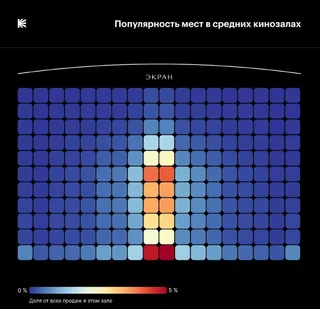 Популярность мест в средних кинозалах
ЭКРАН
0 %
5 %
Доля от всех продаж в этом зале